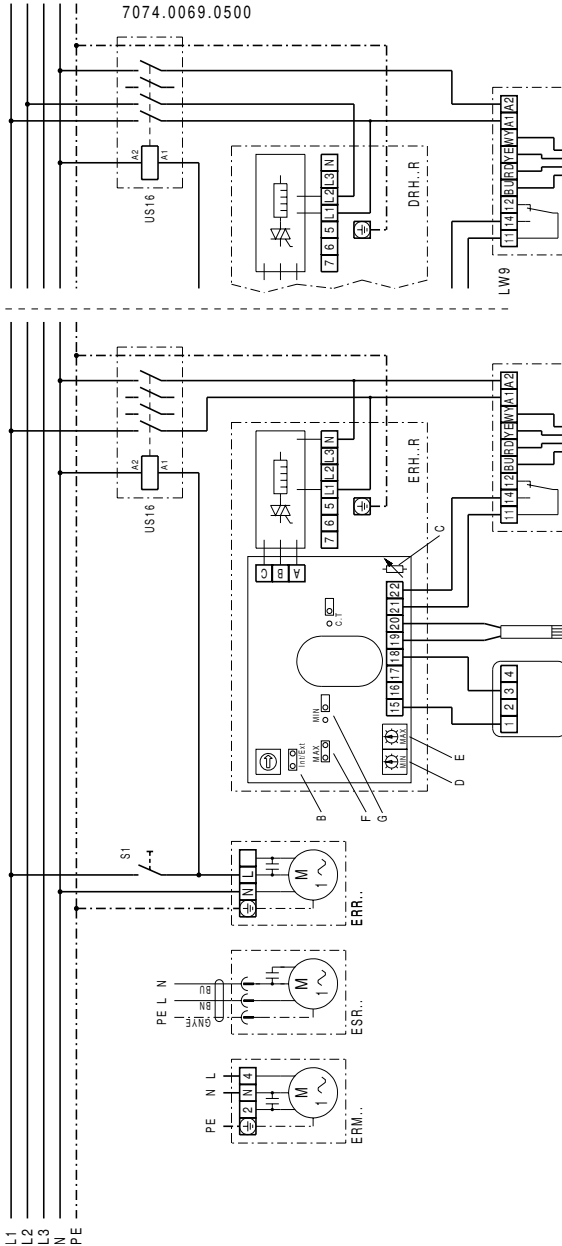 7074.0069.0500
US16
A2
A1
DRH..R
7 6 5 L1 L2 L3 N
LW9
11 14 12 BU RD YE WY A1 A2
US16
A2
A1
ERH..R
7 6 5 L1 L2 L3 N
A B C
C
C.T
15 16 17 18 19 20 21 22
11 14 12 BU RD YE WY A1 A2
1 2 3 4
MIN
MAX
Int/Ext
MIN MAX
B
F
G
D
E
S1
N L
M
1
ERR..
PE L N
GNYE
BN
BU
M
1
ESR..
PE
N L
2 N 4
M
1
ERM..
L1
L2
L3
N
PE